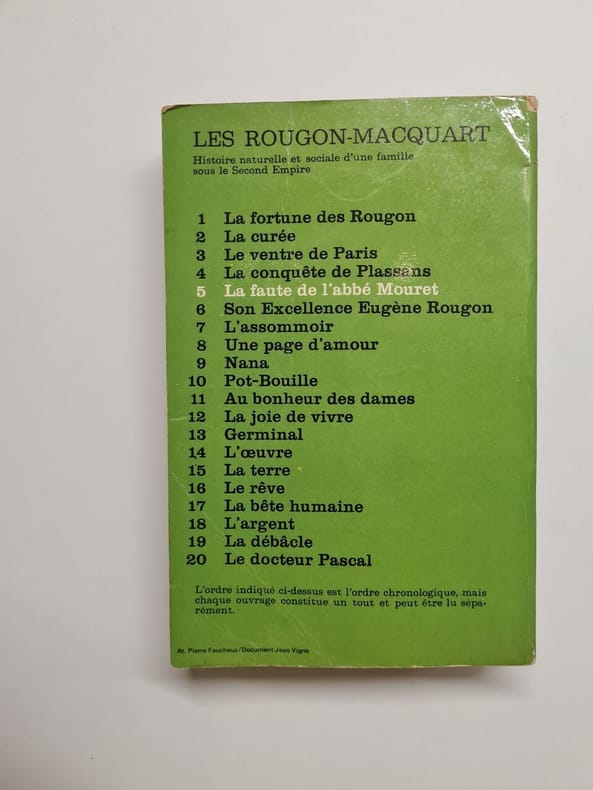 LES ROUGON-MACQUART
Histoire naturelle et sociale d'une famille
sous le Second Empire
1 La fortune des Rougon
2 La curée
3 Le ventre de Paris
4 La conquête de Plassans
5 La faute de l'abbé Mouret
6 Son Excellence Eugène Rougon
7 L'assommoir
8 Une page d'amour
9 Nana
10 Pot-Bouille
11 Au bonheur des dames
12 La joie de vivre
13 Germinal
14 L'œuvre
15 La terre
16 Le rêve
17 La bête humaine
18 L'argent
19 La débâcle
20 Le docteur Pascal
L'ordre indiqué ci-dessus est l'ordre chronologique, mais
chaque ouvrage constitue un tout et peut être lu sépa-
rément.
At. Pierre Faucheux/Document Jean Vigne